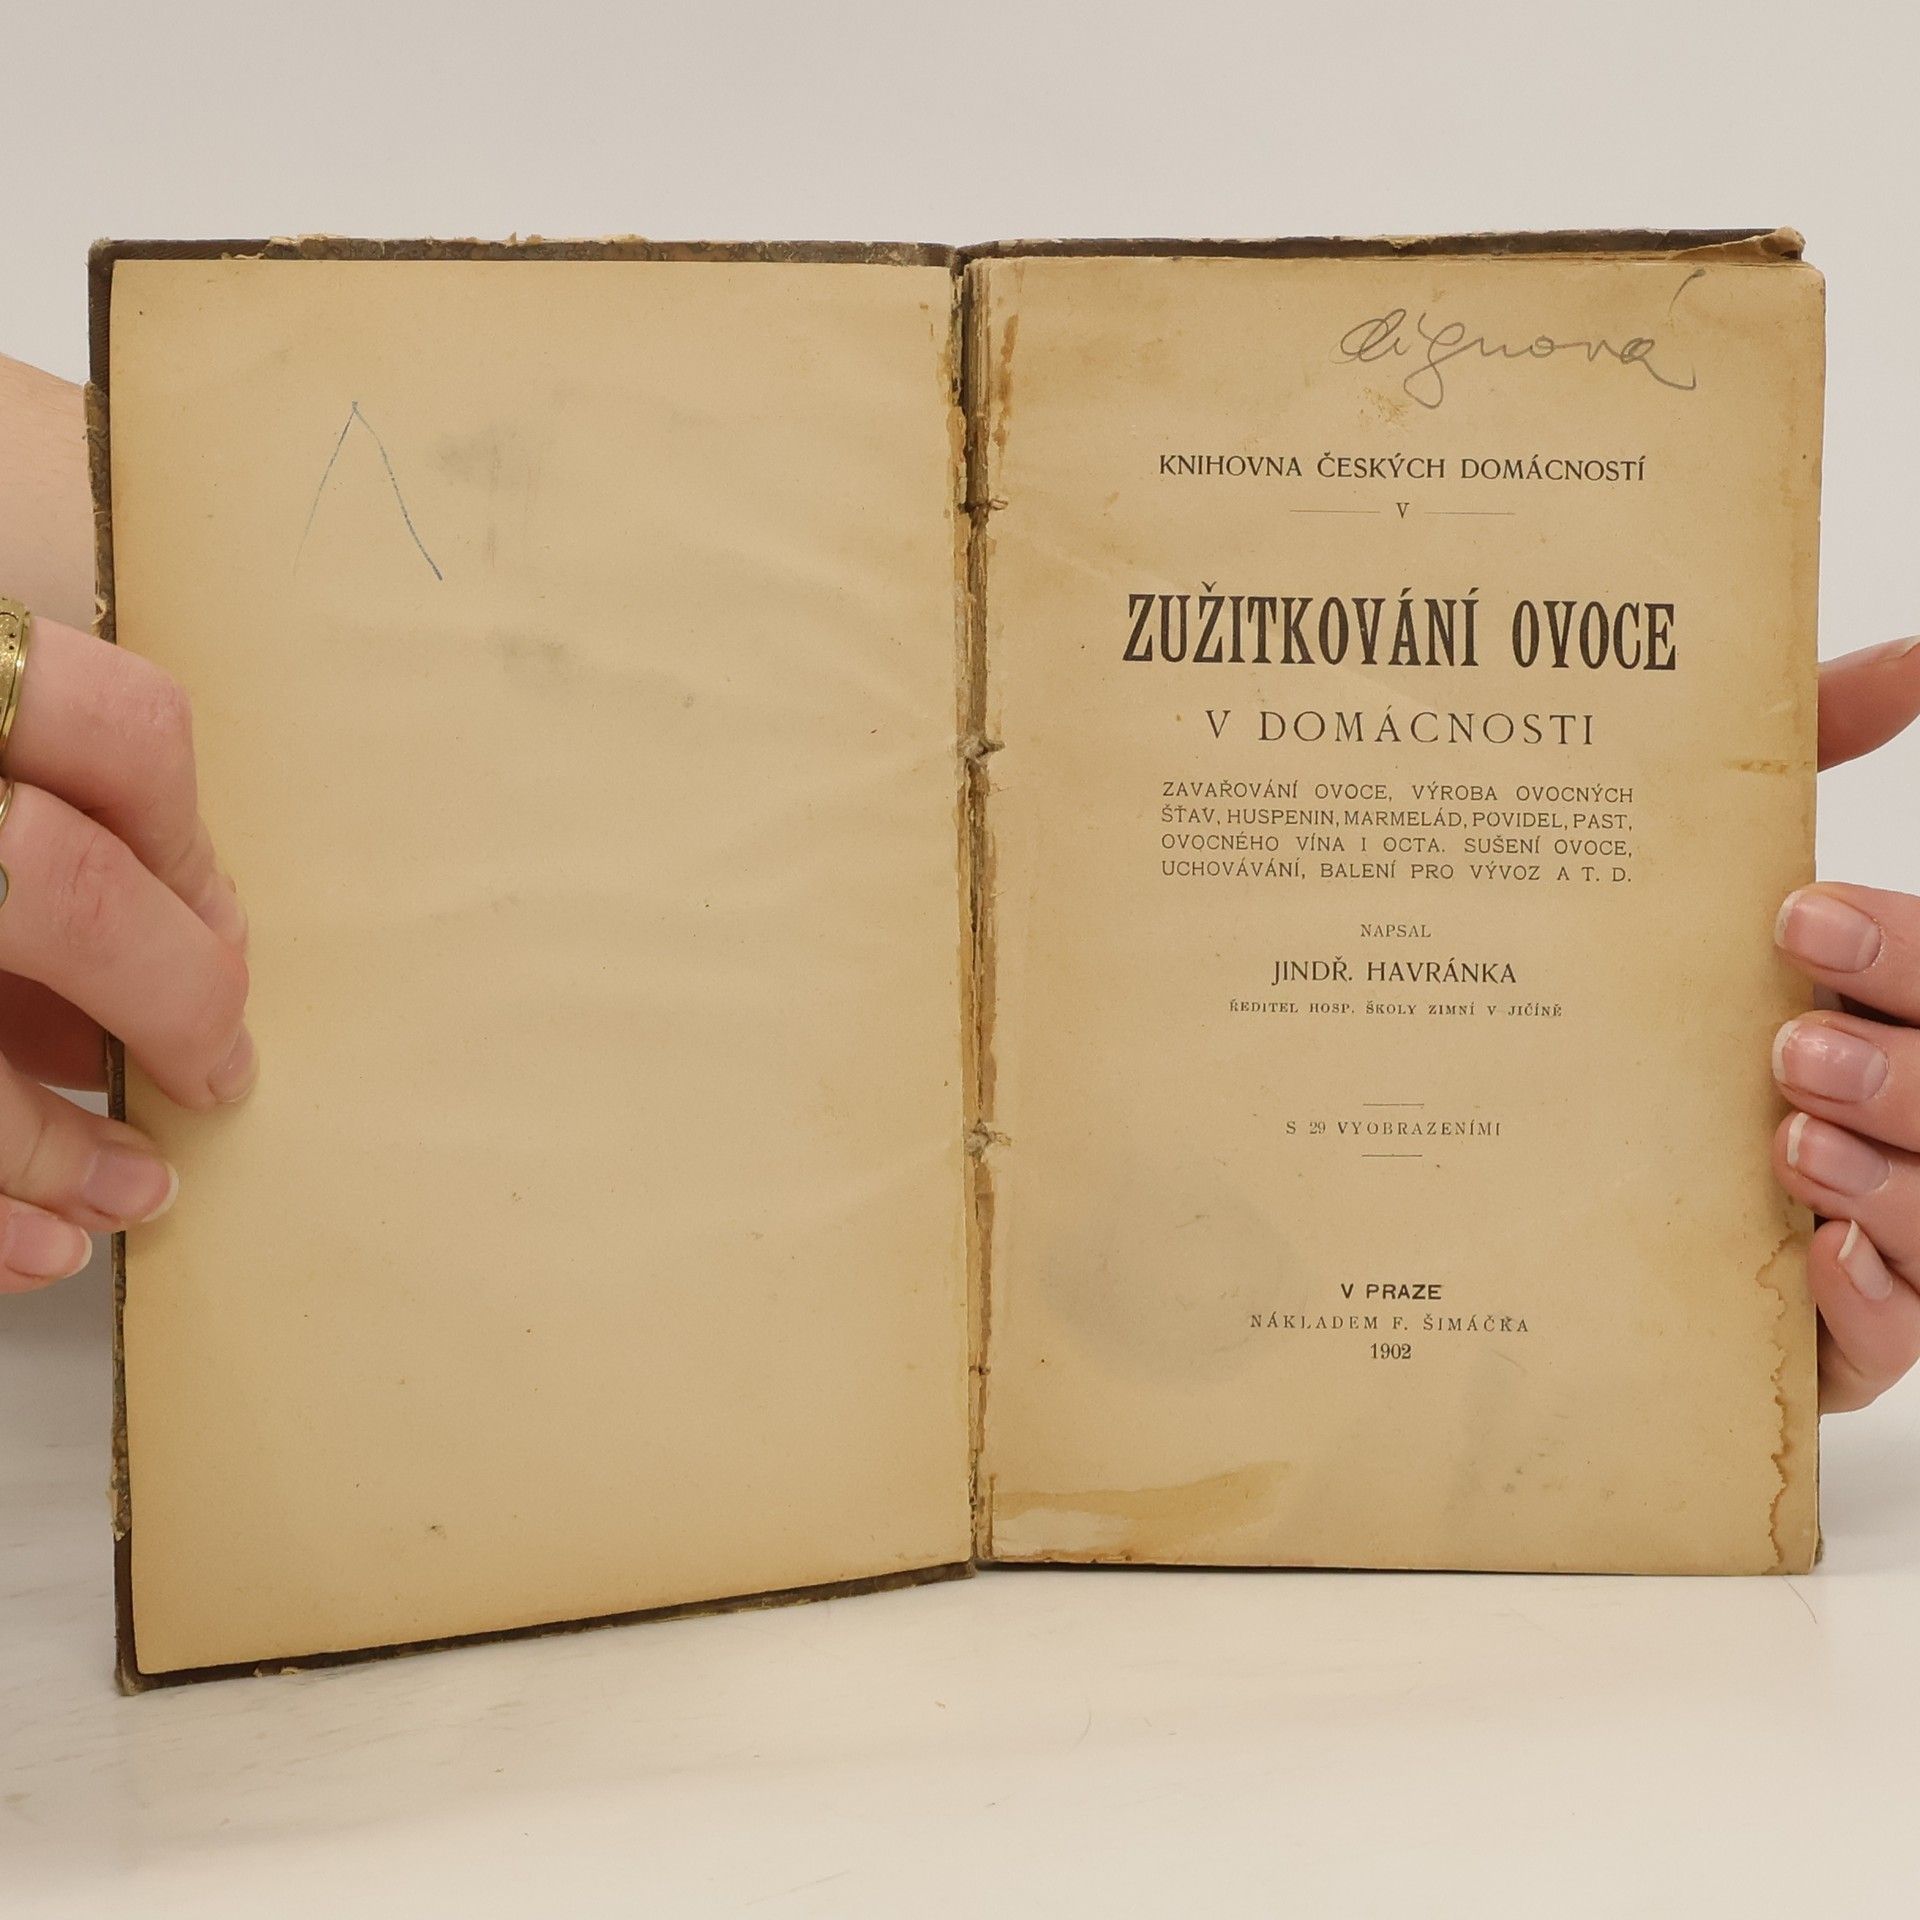 KNIHOVNA ČESKÝCH DOMÁCNOSTÍ
V
ZUŽITKOVÁNÍ OVOCE
V DOMÁCNOSTI
ZAVAŘOVÁNÍ OVOCE, VÝROBA OVOCNÝCH
ŠŤAV, HUSPENIN, MARMELÁD, POVIDEL, PAST,
OVOCNÉHO VÍNA I OCTA. SUŠENÍ OVOCE,
UCHOVÁVÁNÍ, BALENÍ PRO VÝVOZ A T. D.
NAPSAL
JINDŘ. HAVRÁNKA
ŘEDITEL HOSP. ŠKOLY ZIMNÍ V JIČÍNĚ
S 29 VYOBRAZENÍMI
V PRAZE
NÁKLADEM F. ŠIMÁČKA
1902